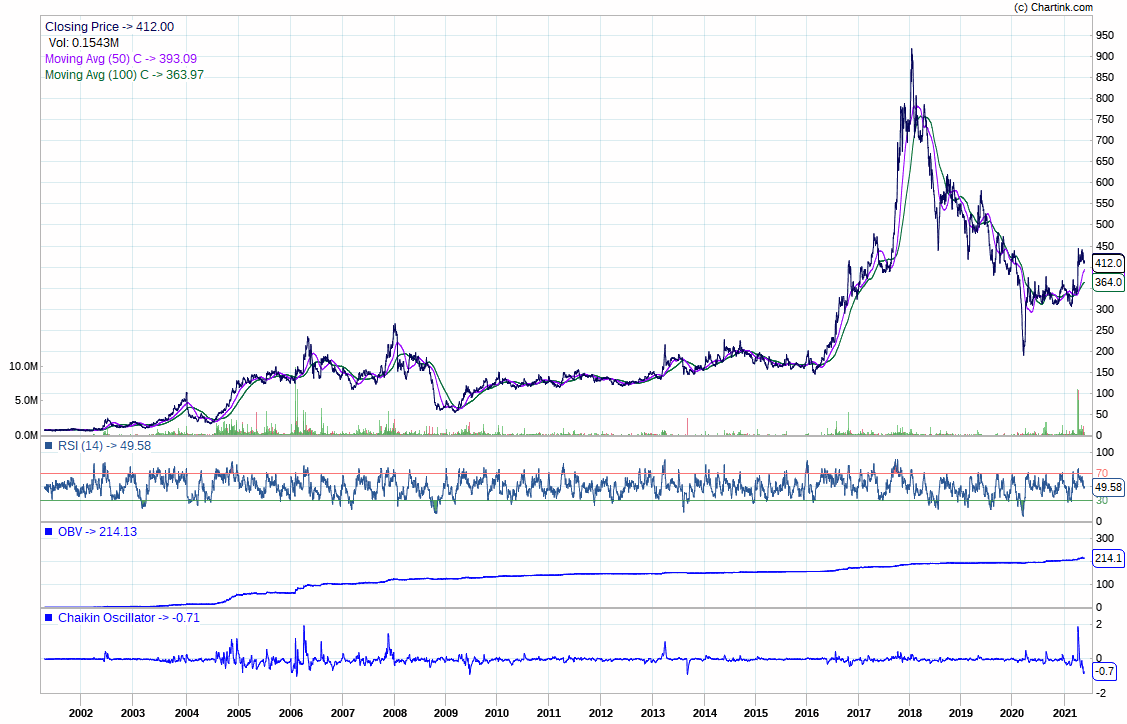 (c) Chartink.com
Closing Price -> 412.00
Vol: 0.1543M
Moving Avg (50) C -> 393.09
Moving Avg (100) C -> 363.97
950
900
850
800
750
700
650
600
550
500
450
412.0
364.0
300
250
200
150
100
50
0
10.0M
5.0M
0.0M
RSI (14) -> 49.58
100
70
49.58
30
0
OBV -> 214.13
300
214.1
100
0
Chaikin Oscillator -> -0.71
2
0
-0.7
-2
2002 2003 2004 2005 2006 2007 2008 2009 2010 2011 2012 2013 2014 2015 2016 2017 2018 2019 2020 2021